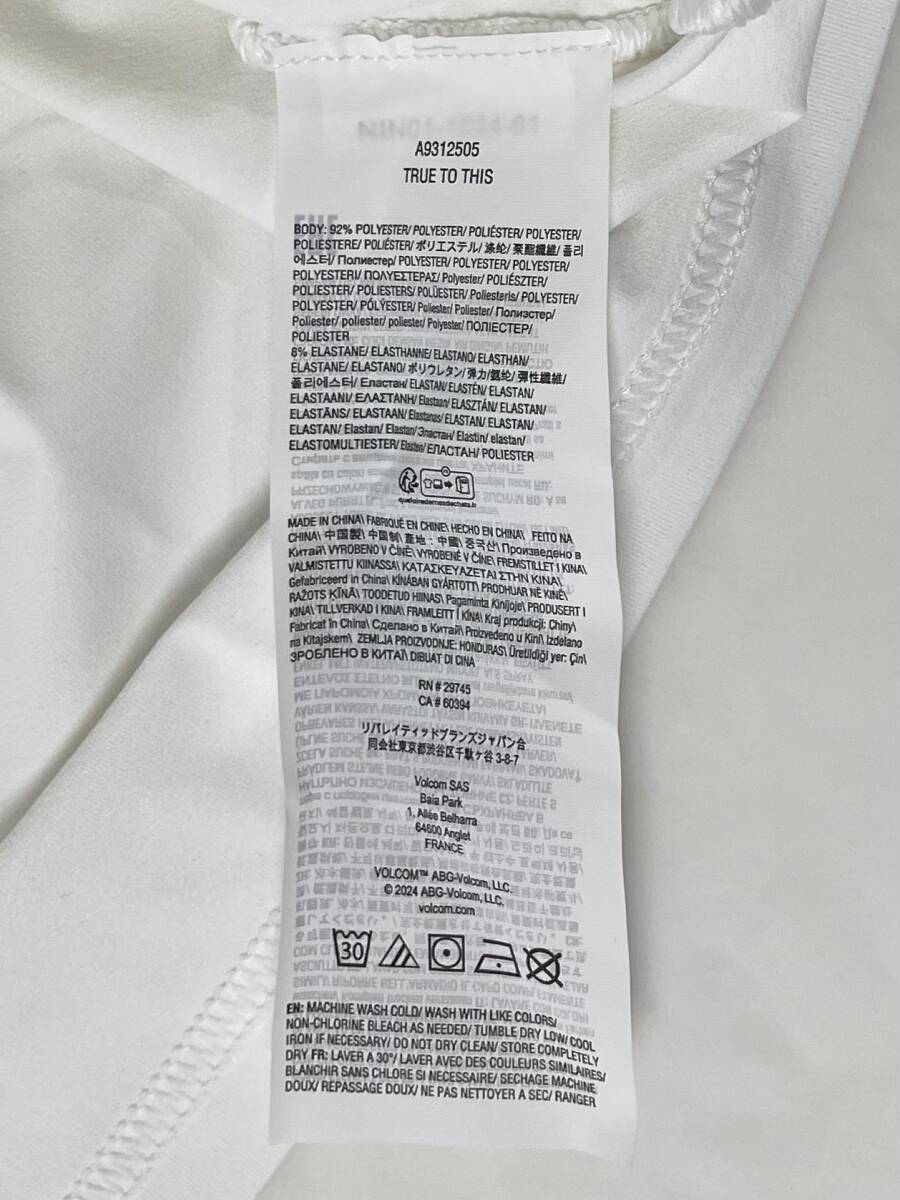 A9312505
TRUE TO THIS
BODY: 92% POLYESTER/ POLYESTER/ POLIÉSTER/ POLYESTER/
POLIESTERE/ POLIÉSTER/ ポリエステル/ 涤纶/ 聚酯纖維/ 폴리
에스터/ Полиестер/ POLYESTER/ POLYESTER/ POLYESTER/
POLYESTERI/ ΠΟΛΥΕΣΤΕΡΑΣ/ Polyester/ POLIÉSZTER/
POLIESTER/ POLIESTERS/ POLÜESTER/ Poliesteris/ POLYESTER/
POLYESTER/ PÓLÝESTER/ Poliester/ Poliester/ Полиэстер/
Poliester/ poliester/ poliester/ Polyester/ ПОЛІЕСТЕР/
POLIESTER
8% ELASTANE/ ELASTHANNE/ ELASTANO/ ELASTHAN/
ELASTANE/ ELASTANO/ ポリウレタン/ 弹力/ 氨纶/ 彈性纖維/
폴리에스터/ Еластан/ ELASTAN/ ELASTÉN/ ELASTAN/
ELASTAANI/ ΕΛΑΣΤΑΝΗ/ Elastaan/ ELASZTÁN/ ELASTAN/
ELASTĀNS/ ELASTAAN/ Elastanas/ ELASTAN/ ELASTAN/
ELASTAN/ Elastan/ Elastan/ Эластан/ Elastin/ elastan/
ELASTOMULTIESTER/ Elastan/ ЕЛАСТАН/ POLIESTER
quefairedemesdechets.fr
MADE IN CHINA\ FABRIQUÉ EN CHINE\ HECHO EN CHINA\ FEITO NA
CHINA\ 中国製\ 中国制\ 產地：中國\ 중국산\ Произведено в
Китай\ VYROBENO V ČÍNĚ\ VYROBENÉ V ČÍNE\ FREMSTILLET I KINA\
VALMISTETTU KIINASSA\ ΚΑΤΑΣΚΕΥΑΖΕΤΑΙ ΣΤΗΝ ΚΙΝΑ\
Gefabriceerd in China\ KÍNÁBAN GYÁRTOTT\ PRODHUAR NË KINË\
RAŽOTS ĶĪNĀ\ TOODETUD HIINAS\ Pagaminta Kinijoje\ PRODUSERT I
KINA\ TILLVERKAD I KINA\ FRAMLEITT Í KÍNA\ Kraj produkcji: Chiny\
Fabricat în China\ Сделано в Китай\ Proizvedeno u Kini\ Izdelano
na Kitajskem\ ZEMLJA PROIZVODNJE: HONDURAS\ Üretildiği yer: Çin\
ЗРОБЛЕНО В КИТАЇ\ DIBUAT DI CINA
RN # 29745
CA # 60394
リバレイティッドブランズジャパン合
同会社東京都渋谷区千駄ヶ谷 3-8-7
Volcom SAS
Baia Park
1, Allée Belharra
64600 Anglet
FRANCE
VOLCOM™ ABG-Volcom, LLC.
© 2024 ABG-Volcom, LLC.
volcom.com
30
EN: MACHINE WASH COLD/ WASH WITH LIKE COLORS/
NON-CHLORINE BLEACH AS NEEDED/ TUMBLE DRY LOW/ COOL
IRON IF NECESSARY/ DO NOT DRY CLEAN/ STORE COMPLETELY
DRY FR: LAVER A 30°/ LAVER AVEC DES COULEURS SIMILAIRES/
BLANCHIR SANS CHLORE SI NECESSAIRE/ SECHAGE MACHINE
DOUX/ REPASSAGE DOUX/ NE PAS NETTOYER A SEC/ RANGER